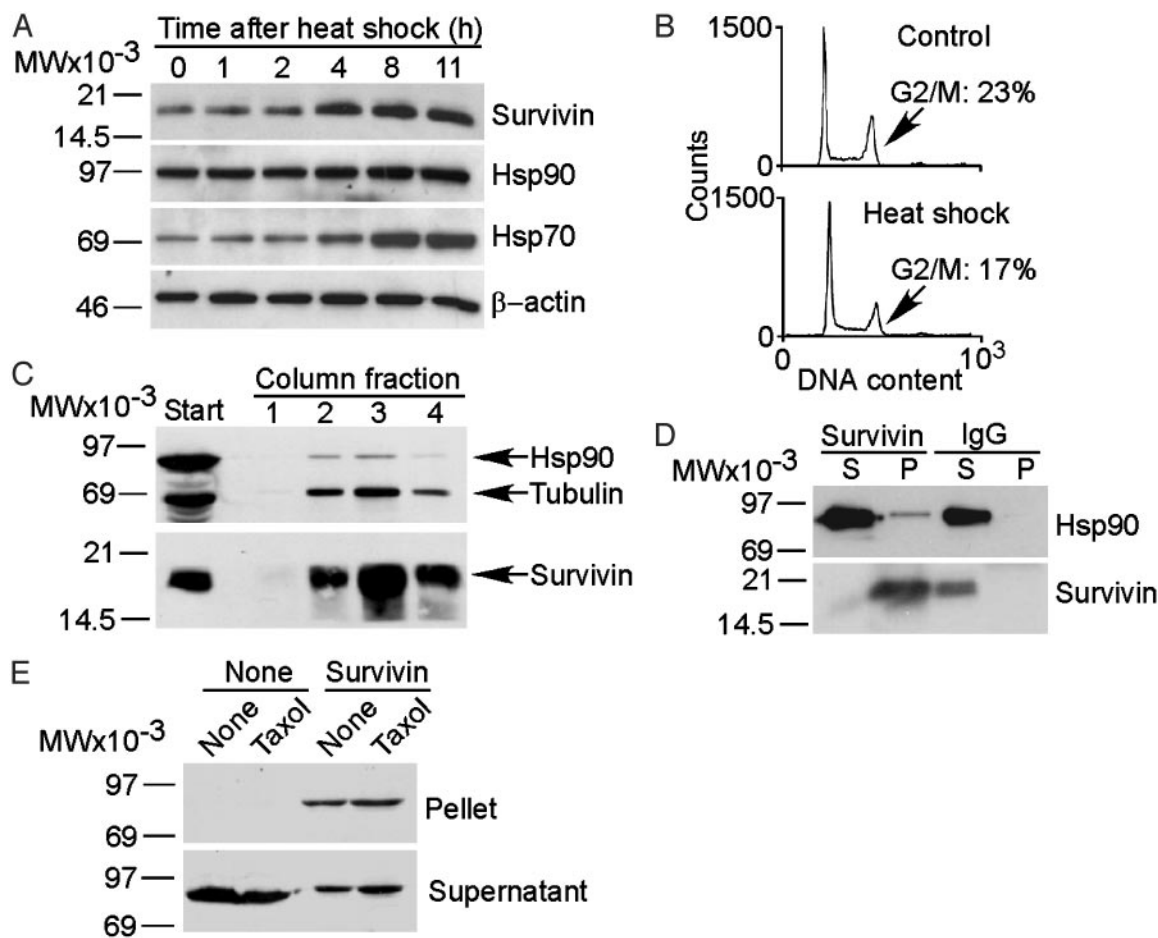 A
Time after heat shock (h)
MWx10-3
0 1 2 4 8 11
21
14.5
Survivin
97
Hsp90
69
Hsp70
46
β–actin
B
1500
Control
G2/M: 23%
0
Counts
1500
Heat shock
G2/M: 17%
0
0 10³
DNA content
C
Column fraction
MWx10-3
Start 1 2 3 4
97
Hsp90
69
Tubulin
21
Survivin
14.5
D
Survivin IgG
MWx10-3
S P S P
97
Hsp90
69
21
Survivin
14.5
E
None Survivin
None Taxol None Taxol
MWx10-3
97
Pellet
69
97
Supernatant
69